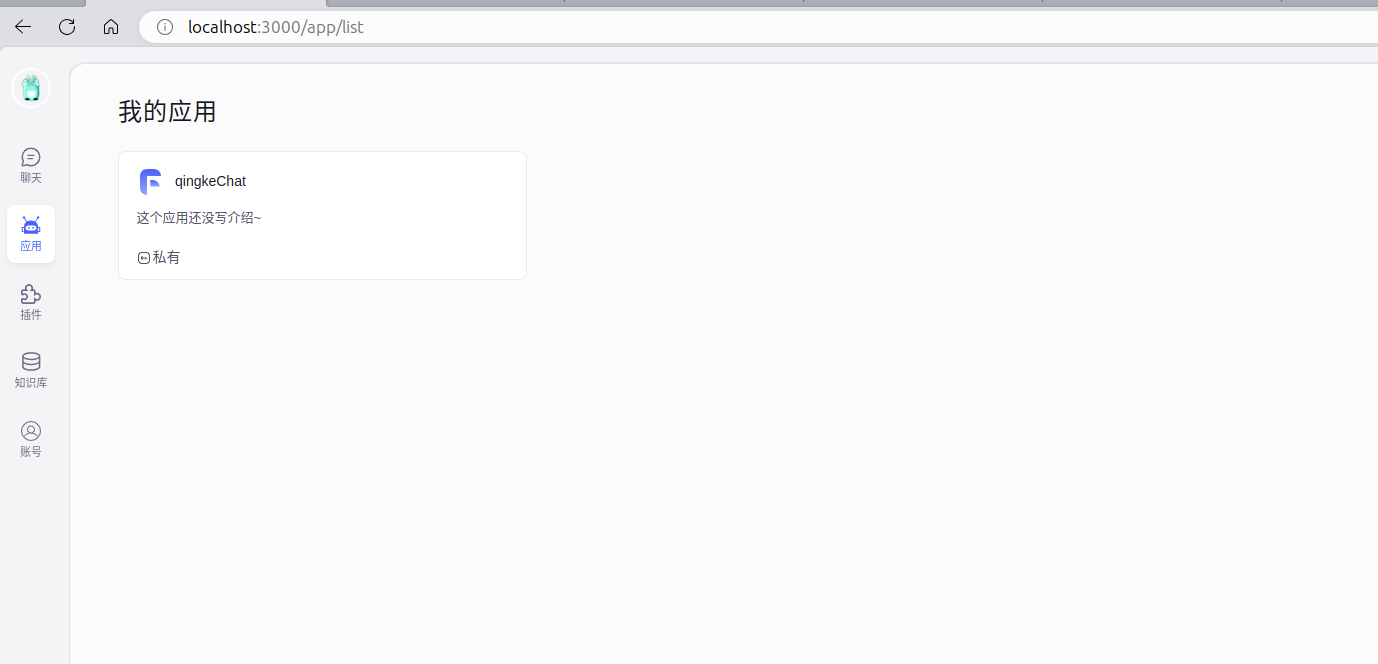 localhost:3000/app/list
我的应用
qingkeChat
这个应用还没写介绍~
私有
聊天
应用
插件
知识库
账号